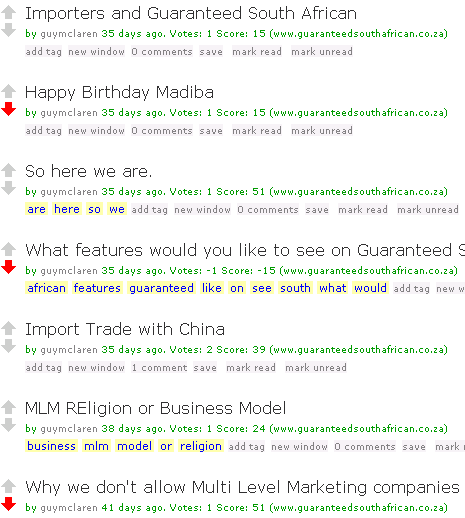 Importers and Guaranteed South African
by guymclaren 35 days ago. Votes: 1 Score: 15 (www.guaranteedsouthafrican.co.za)
add tag new window 0 comments save mark read mark unread
Happy Birthday Madiba
by guymclaren 35 days ago. Votes: 1 Score: 15 (www.guaranteedsouthafrican.co.za)
add tag new window 0 comments save mark read mark unread
So here we are.
by guymclaren 35 days ago. Votes: 1 Score: 51 (www.guaranteedsouthafrican.co.za)
are here so we add tag new window 0 comments save mark read mark unread
What features would you like to see on Guaranteed S
by guymclaren 35 days ago. Votes: -1 Score: -15 (www.guaranteedsouthafrican.co.za)
african features guaranteed like on see south what would add tag new w
Import Trade with China
by guymclaren 35 days ago. Votes: 2 Score: 39 (www.guaranteedsouthafrican.co.za)
add tag new window 1 comment save mark read mark unread
MLM REligion or Business Model
by guymclaren 38 days ago. Votes: 1 Score: 24 (www.guaranteedsouthafrican.co.za)
business mlm model or religion add tag new window 0 comments save mark r
Why we don't allow Multi Level Marketing companies
by guymclaren 41 days ago. Votes: 1 Score: 51 (www.guaranteedsouthafrican.co.za)